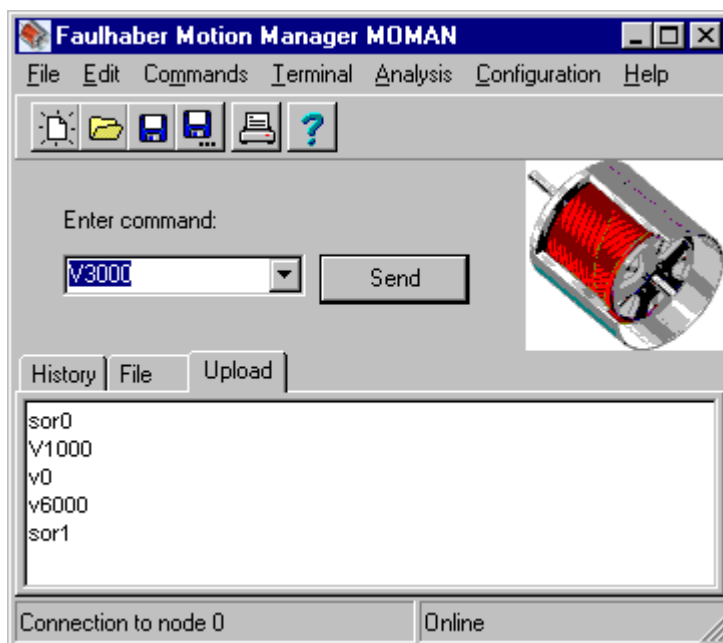 Faulhaber Motion Manager MOMAN
File Edit Commands Terminal Analysis Configuration Help
Enter command:
V3000 Send
History File Upload
sor0
V1000
v0
v6000
sor1
Connection to node 0 Online